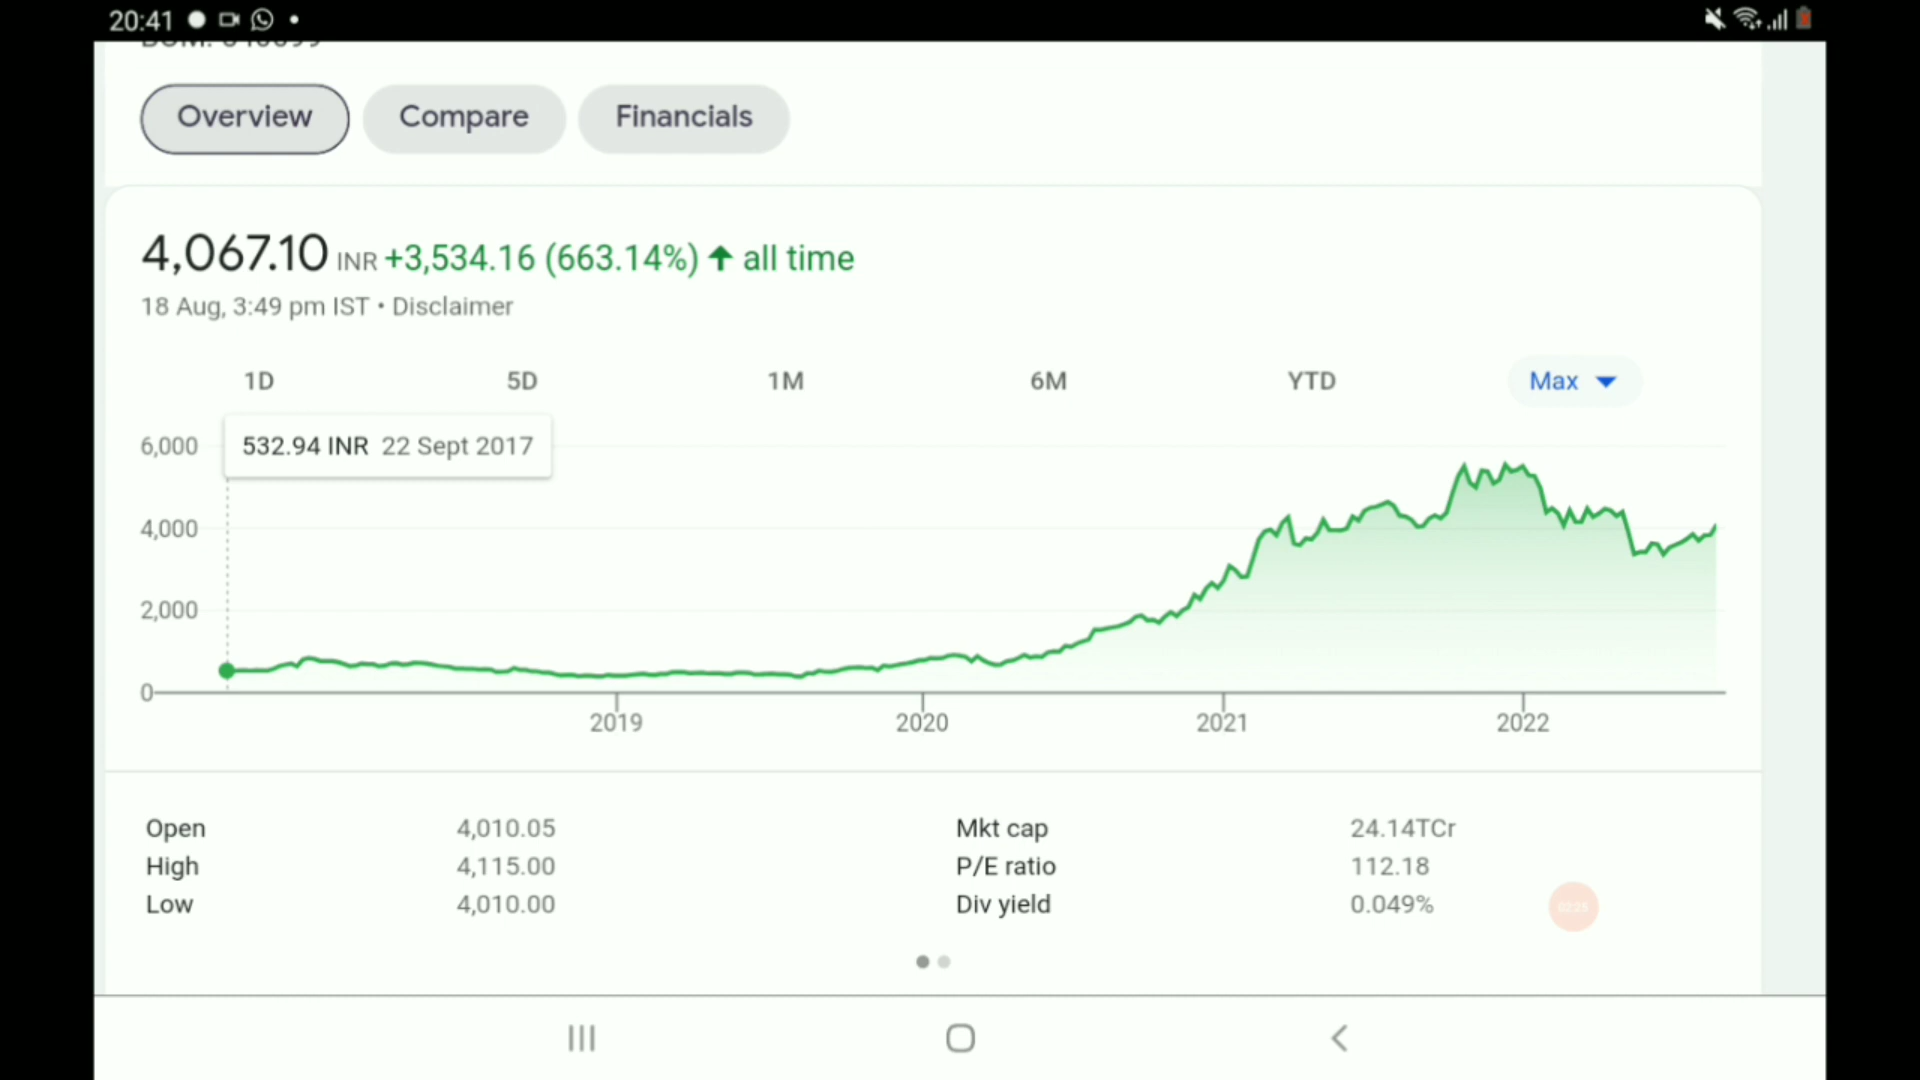 20:41
Overview Compare Financials
4,067.10 INR +3,534.16 (663.14%) ↑ all time
18 Aug, 3:49 pm IST • Disclaimer
1D 5D 1M 6M YTD Max
532.94 INR 22 Sept 2017
6,000
4,000
2,000
0
2019 2020 2021 2022
Open 4,010.05 Mkt cap 24.14TCr
High 4,115.00 P/E ratio 112.18
Low 4,010.00 Div yield 0.049%